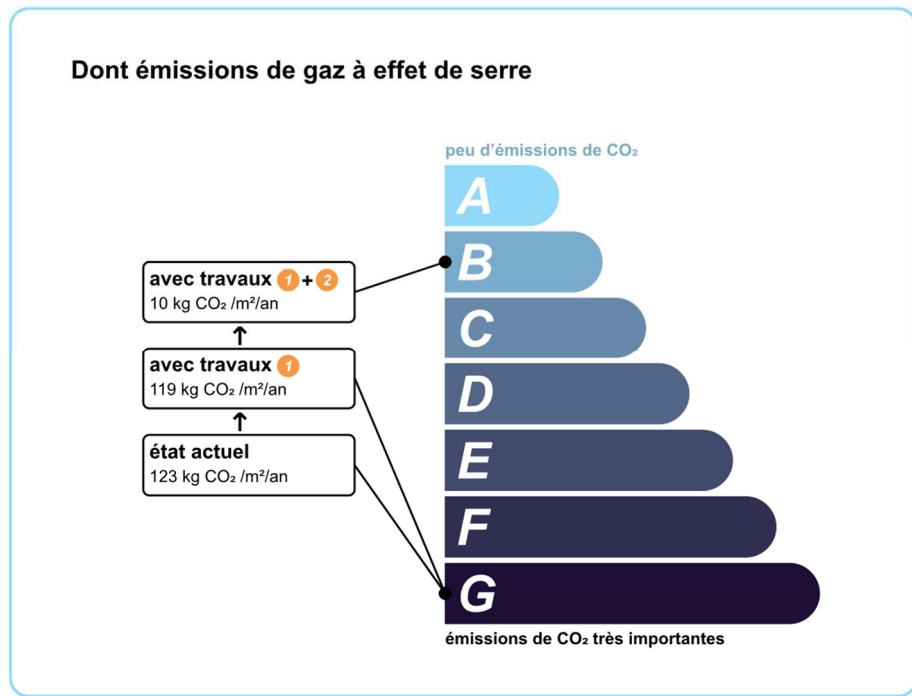 Dont émissions de gaz à effet de serre
peu d'émissions de CO₂
A
B
C
D
E
F
G
émissions de CO₂ très importantes
avec travaux 1 + 2
10 kg CO₂ /m²/an
↑
avec travaux 1
119 kg CO₂ /m²/an
↑
état actuel
123 kg CO₂ /m²/an